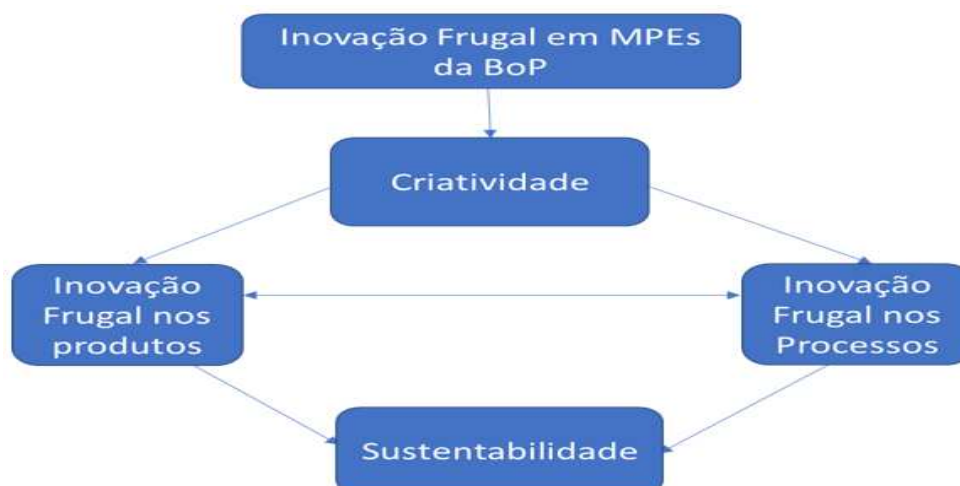 Inovação Frugal em MPEs
da BoP
Criatividade
Inovação
Frugal nos
produtos
Inovação
Frugal nos
Processos
Sustentabilidade